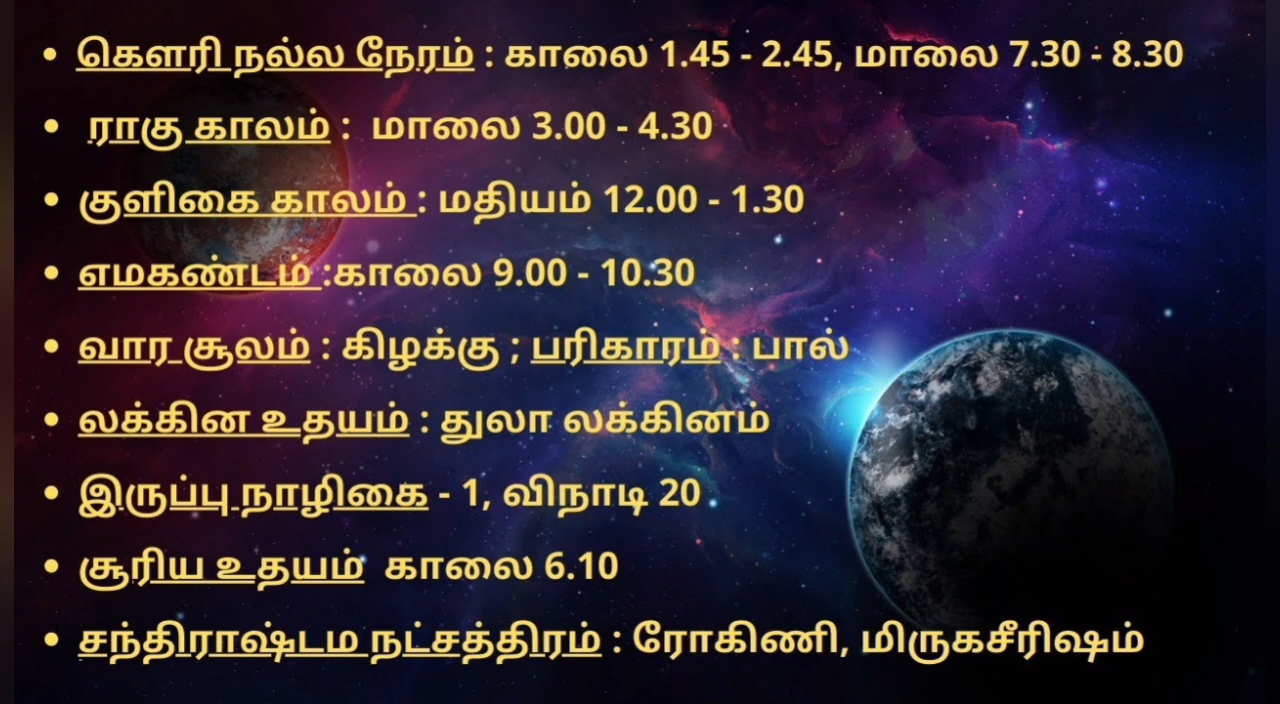 • கௌரி நல்ல நேரம் : காலை 1.45 - 2.45, மாலை 7.30 - 8.30
• ராகு காலம் : மாலை 3.00 - 4.30
• குளிகை காலம் : மதியம் 12.00 - 1.30
• எமகண்டம் :காலை 9.00 - 10.30
• வார சூலம் : கிழக்கு ; பரிகாரம் : பால்
• லக்கின உதயம் : துலா லக்கினம்
• இருப்பு நாழிகை - 1, விநாடி 20
• சூரிய உதயம் காலை 6.10
• சந்திராஷ்டம நட்சத்திரம் : ரோகிணி, மிருகசீரிஷம்